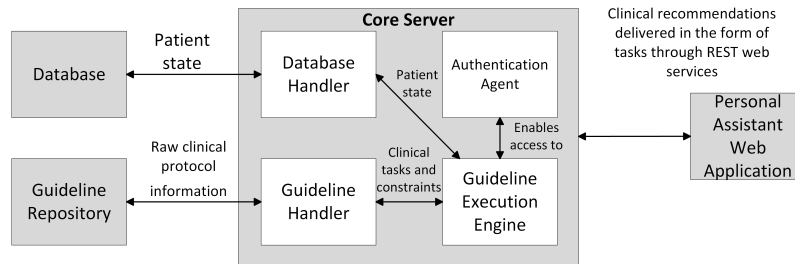 Core Server
Clinical recommendations
delivered in the form of
tasks through REST web
services
Database
Patient
state
Database
Handler
Patient
state
Authentication
Agent
Enables
access to
Personal
Assistant
Web
Application
Guideline
Repository
Raw clinical
protocol
information
Guideline
Handler
Clinical
tasks and
constraints
Guideline
Execution
Engine